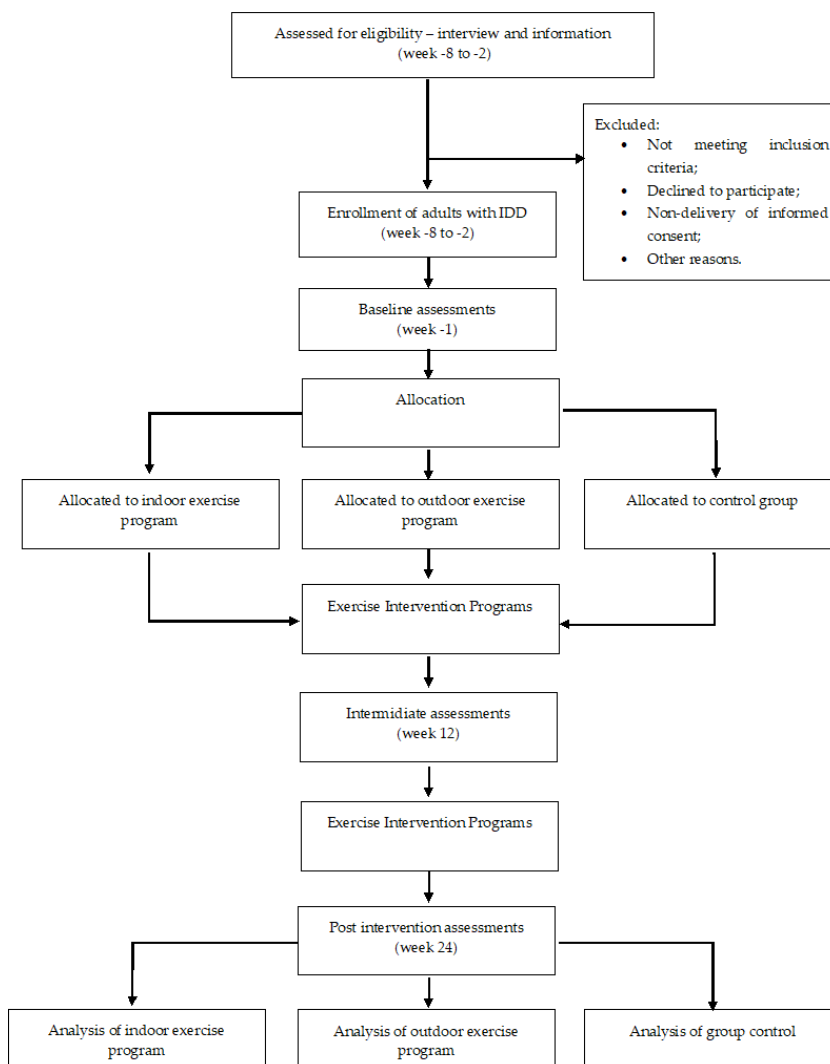 Assessed for eligibility – interview and information
(week -8 to -2)
Excluded:
• Not meeting inclusion
criteria;
• Declined to participate;
• Non-delivery of informed
consent;
• Other reasons.
Enrollment of adults with IDD
(week -8 to -2)
Baseline assessments
(week -1)
Allocation
Allocated to indoor exercise
program
Allocated to outdoor exercise
program
Allocated to control group
Exercise Intervention Programs
Intermidiate assessments
(week 12)
Exercise Intervention Programs
Post intervention assessments
(week 24)
Analysis of indoor exercise
program
Analysis of outdoor exercise
program
Analysis of group control